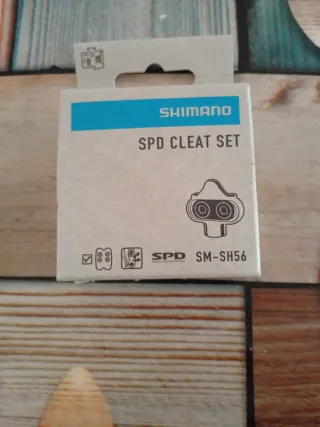 SHIMANO
SPD CLEAT SET
SPD SM-SH56